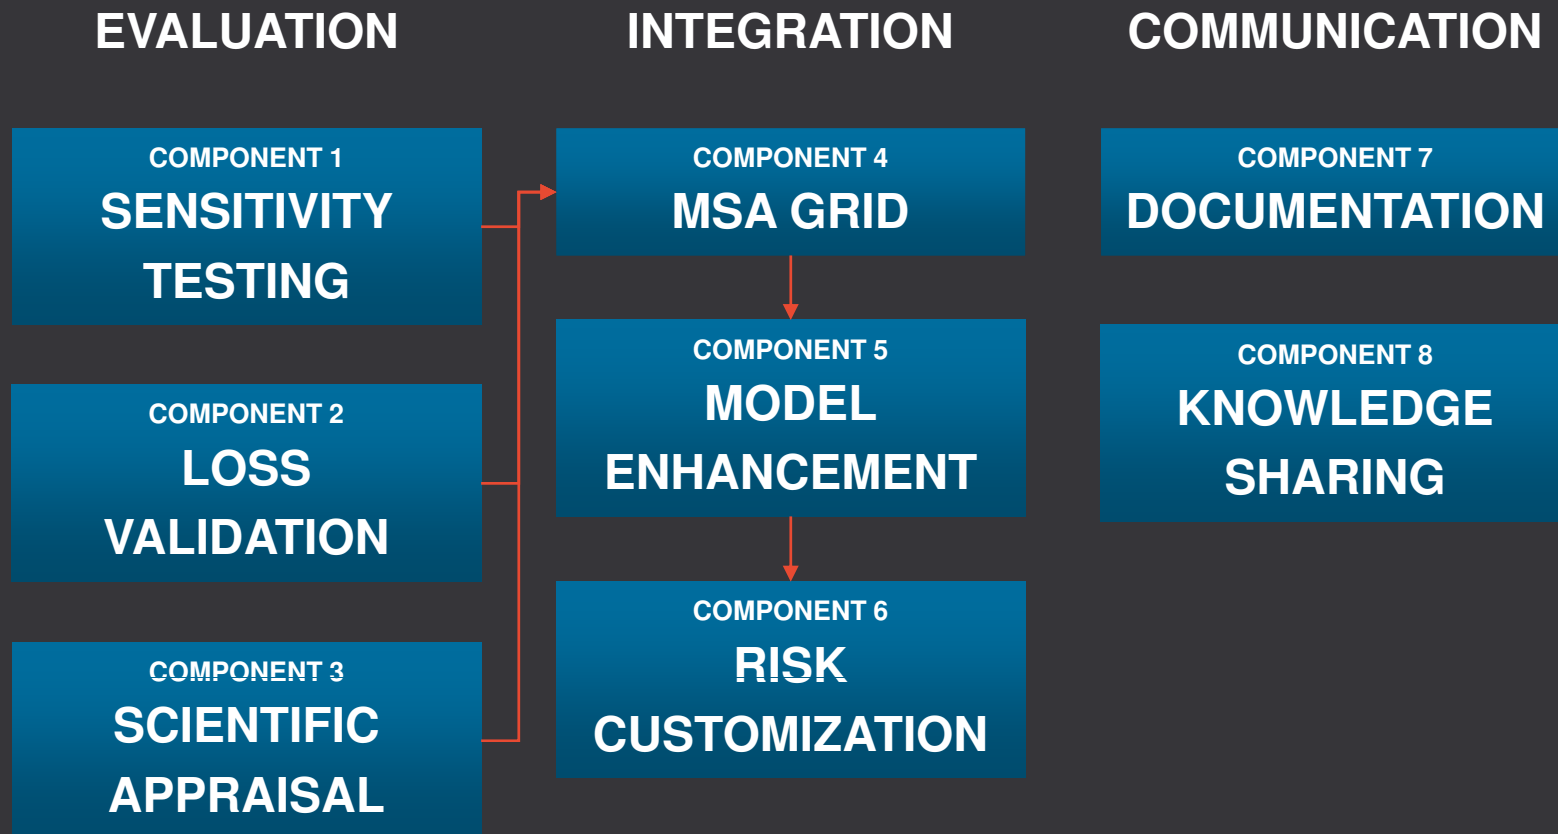 EVALUATION
COMPONENT 1
SENSITIVITY
TESTING
COMPONENT 2
LOSS
VALIDATION
COMPONENT 3
SCIENTIFIC
APPRAISAL
INTEGRATION
COMPONENT 4
MSA GRID
COMPONENT 5
MODEL
ENHANCEMENT
COMPONENT 6
RISK
CUSTOMIZATION
COMMUNICATION
COMPONENT 7
DOCUMENTATION
COMPONENT 8
KNOWLEDGE
SHARING